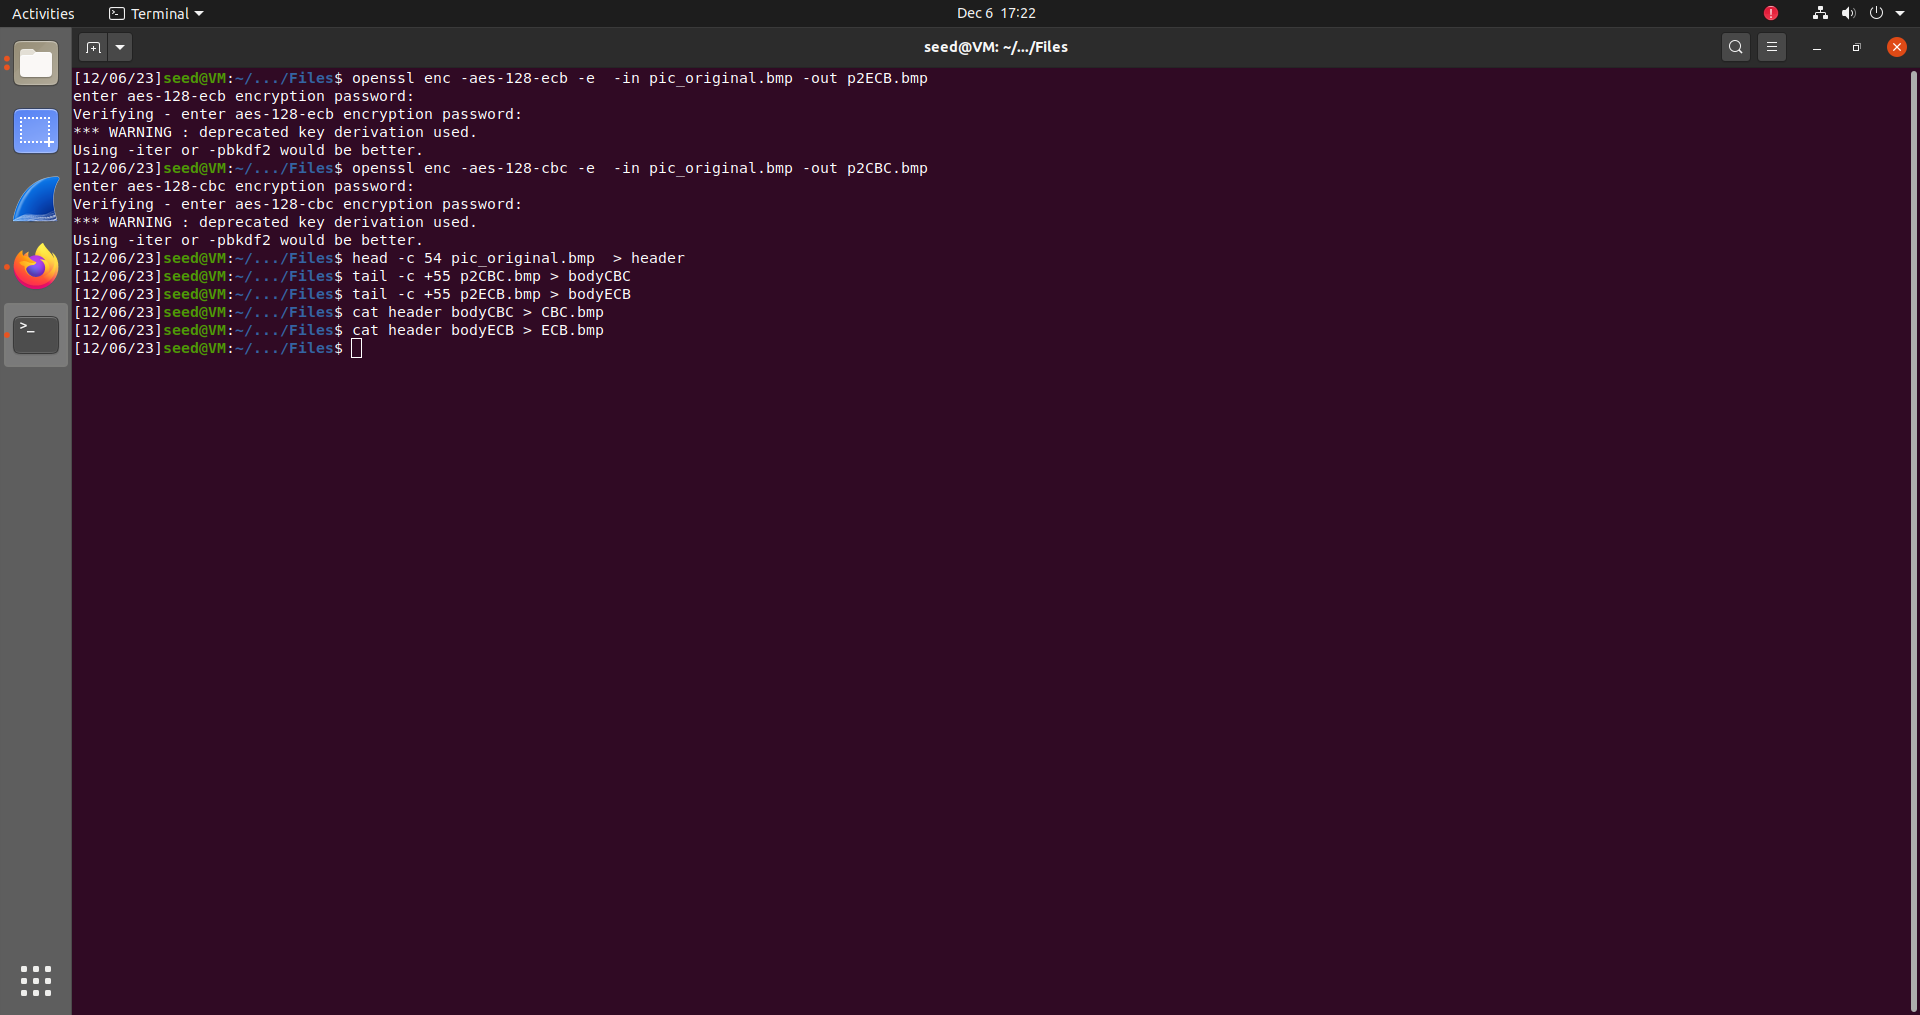 Activities Terminal Dec 6 17:22
seed@VM: ~/.../Files
[12/06/23]seed@VM:~/.../Files$ openssl enc -aes-128-ecb -e  -in pic_original.bmp -out p2ECB.bmp
enter aes-128-ecb encryption password:
Verifying - enter aes-128-ecb encryption password:
*** WARNING : deprecated key derivation used.
Using -iter or -pbkdf2 would be better.
[12/06/23]seed@VM:~/.../Files$ openssl enc -aes-128-cbc -e  -in pic_original.bmp -out p2CBC.bmp
enter aes-128-cbc encryption password:
Verifying - enter aes-128-cbc encryption password:
*** WARNING : deprecated key derivation used.
Using -iter or -pbkdf2 would be better.
[12/06/23]seed@VM:~/.../Files$ head -c 54 pic_original.bmp  > header
[12/06/23]seed@VM:~/.../Files$ tail -c +55 p2CBC.bmp > bodyCBC
[12/06/23]seed@VM:~/.../Files$ tail -c +55 p2ECB.bmp > bodyECB
[12/06/23]seed@VM:~/.../Files$ cat header bodyCBC > CBC.bmp
[12/06/23]seed@VM:~/.../Files$ cat header bodyECB > ECB.bmp
[12/06/23]seed@VM:~/.../Files$